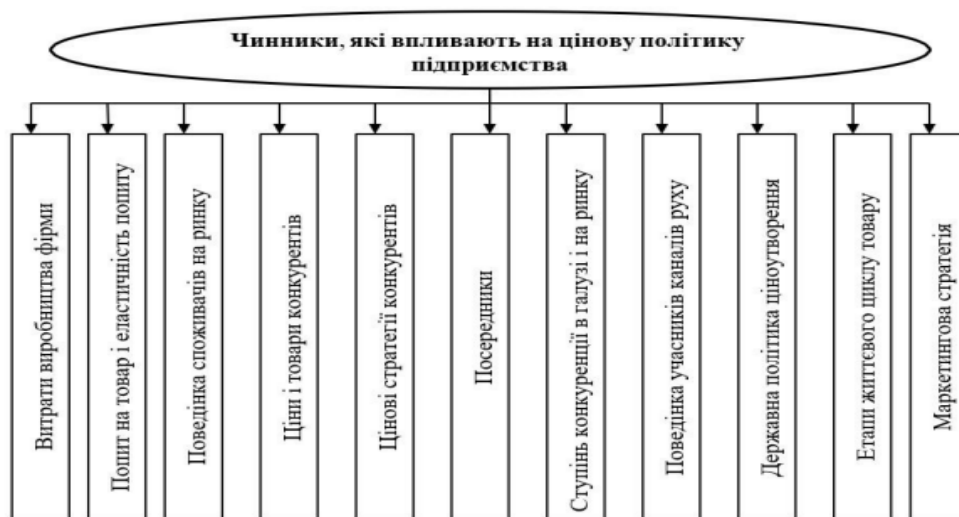 Чинники, які впливають на цінову політику
підприємства
Витрати виробництва фірми
Попит на товар і еластичність попиту
Поведінка споживачів на ринку
Ціни і товари конкурентів
Цінові стратегії конкурентів
Посередники
Ступінь конкуренції в галузі і на ринку
Поведінка учасників каналів руху
Державна політика ціноутворення
Етапи життєвого циклу товару
Маркетингова стратегія